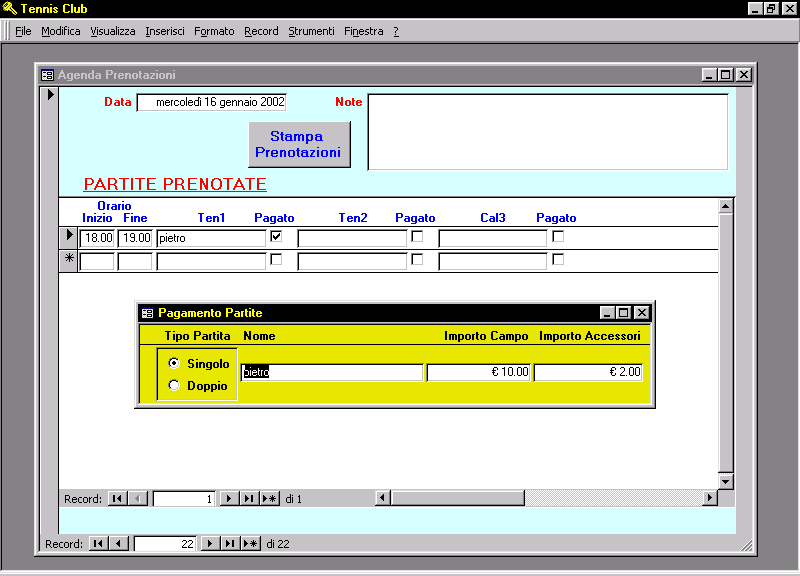 Tennis Club
File Modifica Visualizza Inserisci Formato Record Strumenti Finestra ?
Agenda Prenotazioni
Data mercoledì 16 gennaio 2002 Note
Stampa
Prenotazioni
PARTITE PRENOTATE
Orario
Inizio Fine Ten1 Pagato Ten2 Pagato Cal3 Pagato
18.00 19.00 pietro
Pagamento Partite
Tipo Partita Nome Importo Campo Importo Accessori
Singolo
pietro € 10.00 € 2.00
Doppio
Record: 1 di 1
Record: 22 di 22